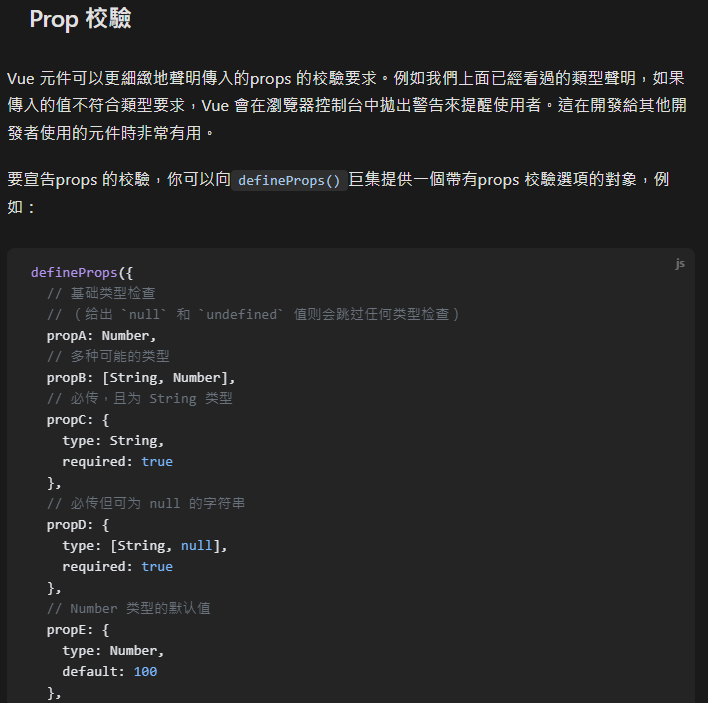 Prop 校驗
Vue 元件可以更細緻地聲明傳入的props 的校驗要求。例如我們上面已經看過的類型聲明，如果
傳入的值不符合類型要求，Vue 會在瀏覽器控制台中拋出警告來提醒使用者。這在開發給其他開
發者使用的元件時非常有用。
要宣告props 的校驗，你可以向 defineProps() 巨集提供一個帶有props 校驗選項的對象，例
如：
js
defineProps({
  // 基础类型检查
  // （给出 `null` 和 `undefined` 值则会跳过任何类型检查）
  propA: Number,
  // 多种可能的类型
  propB: [String, Number],
  // 必传，且为 String 类型
  propC: {
    type: String,
    required: true
  },
  // 必传但可为 null 的字符串
  propD: {
    type: [String, null],
    required: true
  },
  // Number 类型的默认值
  propE: {
    type: Number,
    default: 100
  },